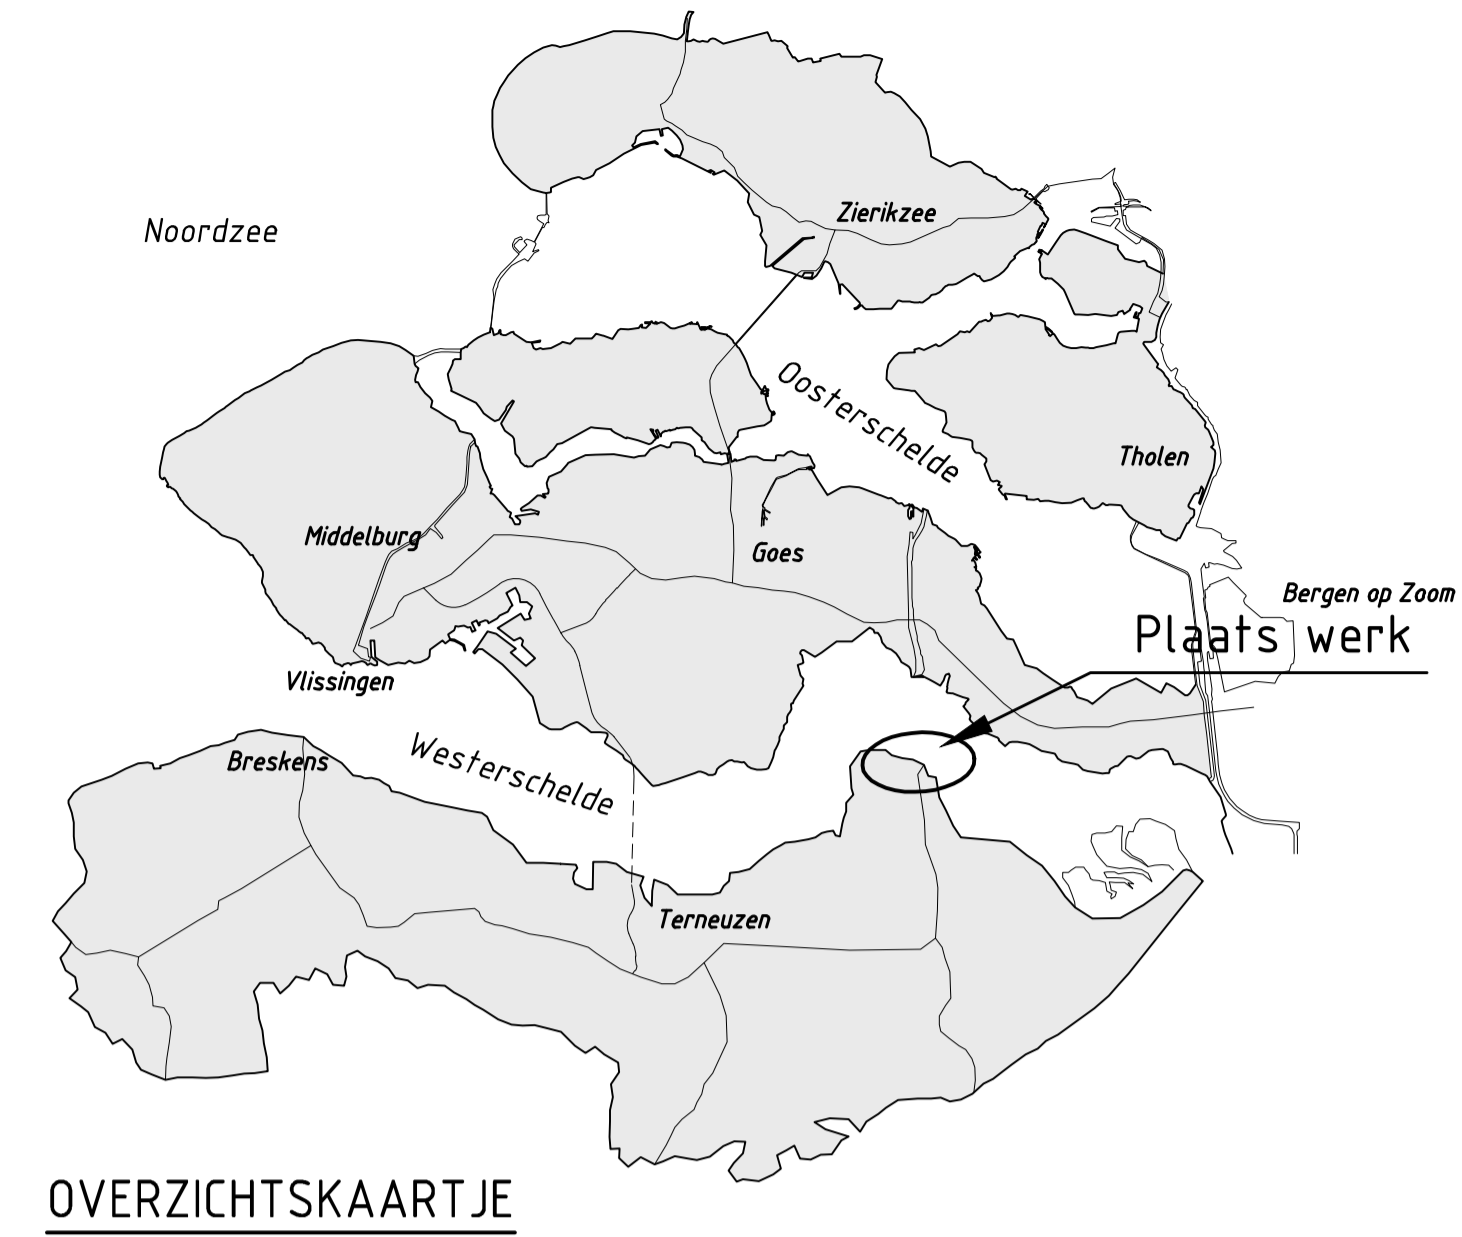 Noordzee
Zierikzee
Oosterschelde
Tholen
Middelburg
Goes
Bergen op Zoom
Plaats werk
Vlissingen
Westerschelde
Breskens
Terneuzen
OVERZICHTSKAARTJE